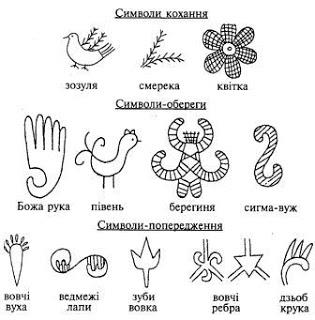 Символи кохання
зозуля смерека квітка
Символи-обереги
Божа рука півень берегиня сигма-вуж
Символи-попередження
вовчі ведмежі зуби вовчі дзьоб
вуха лапи вовка ребра крука